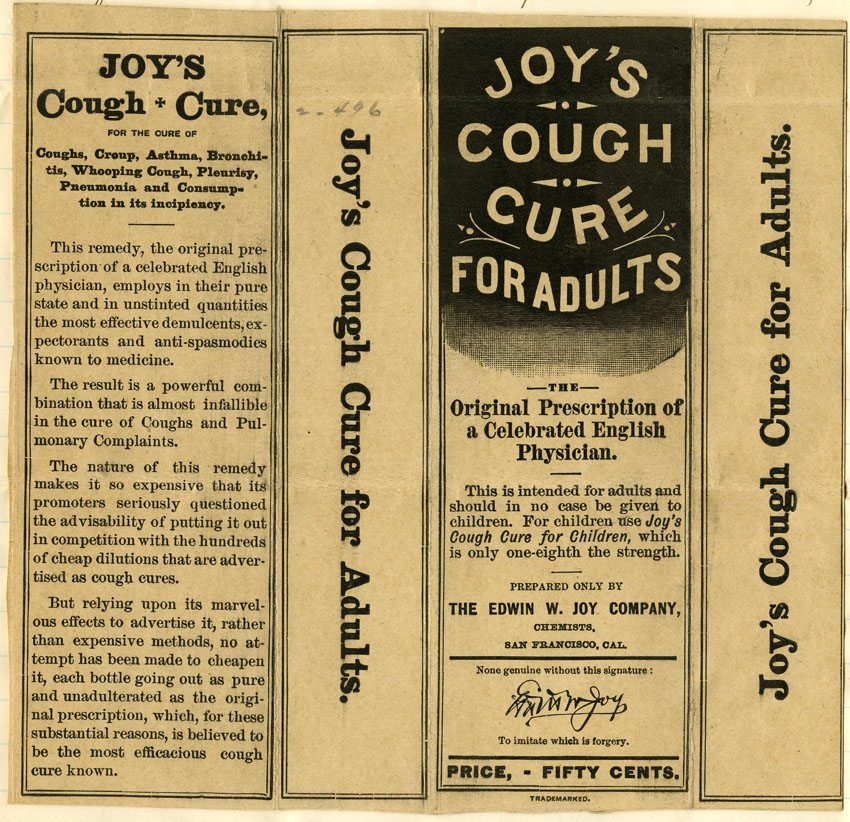 JOY'S
Cough + Cure,
FOR THE CURE OF
Coughs, Croup, Asthma, Bronchi-
tis, Whooping Cough, Pleurisy,
Pneumonia and Consump-
tion in its incipiency.
This remedy, the original pre-
scription of a celebrated English
physician, employs in their pure
state and in unstinted quantities
the most effective demulcents, ex-
pectorants and anti-spasmodics
known to medicine.
The result is a powerful com-
bination that is almost infallible
in the cure of Coughs and Pul-
monary Complaints.
The nature of this remedy
makes it so expensive that its
promoters seriously questioned
the advisability of putting it out
in competition with the hundreds
of cheap dilutions that are adver-
tised as cough cures.
But relying upon its marvel-
ous effects to advertise it, rather
than expensive methods, no at-
tempt has been made to cheapen
it, each bottle going out as pure
and unadulterated as the origi-
nal prescription, which, for these
substantial reasons, is believed to
be the most efficacious cough
cure known.
2-496
Joy's Cough Cure for Adults.
JOY'S
COUGH
CURE
FOR ADULTS
—THE—
Original Prescription of
a Celebrated English
Physician.
This is intended for adults and
should in no case be given to
children. For children use Joy's
Cough Cure for Children, which
is only one-eighth the strength.
PREPARED ONLY BY
THE EDWIN W. JOY COMPANY,
CHEMISTS,
SAN FRANCISCO, CAL.
None genuine without this signature:
Edwin W Joy
To imitate which is forgery.
PRICE, - FIFTY CENTS.
TRADEMARKED.
Joy's Cough Cure for Adults.